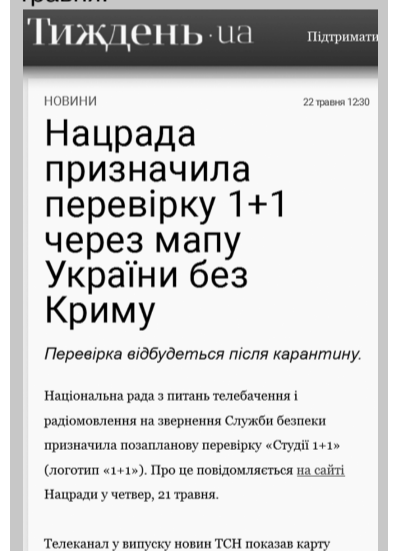 Тиждень·ua
Підтримати
НОВИНИ
22 травня 12:30
Нацрада
призначила
перевірку 1+1
через мапу
України без
Криму
Перевірка відбудеться після карантину.
Національна рада з питань телебачення і
радіомовлення на звернення Служби безпеки
призначила позапланову перевірку «Студії 1+1»
(логотип «1+1»). Про це повідомляється на сайті
Нацради у четвер, 21 травня.
Телеканал у випуску новин ТСН показав карту